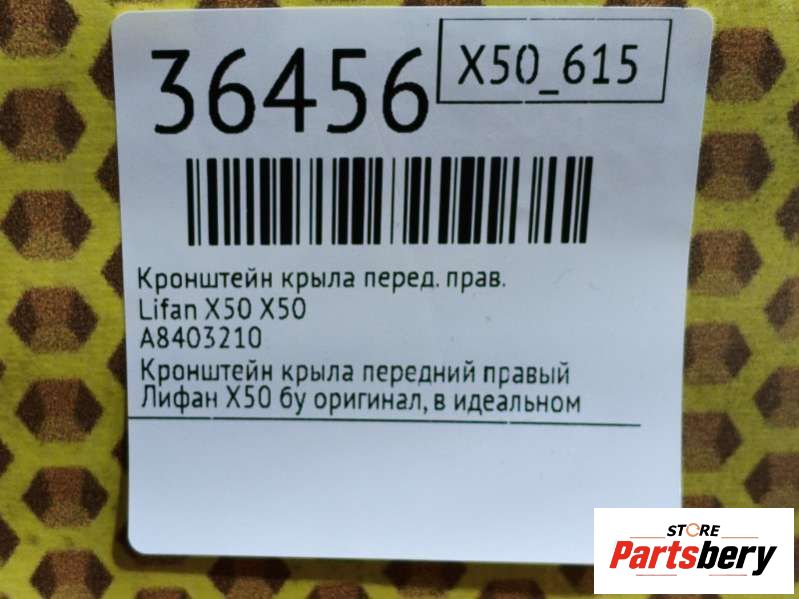 36456
X50_615
Кронштейн крыла перед. прав.
Lifan X50 X50
A8403210
Кронштейн крыла передний правый
Лифан X50 бу оригинал, в идеальном
STORE
Partsbery